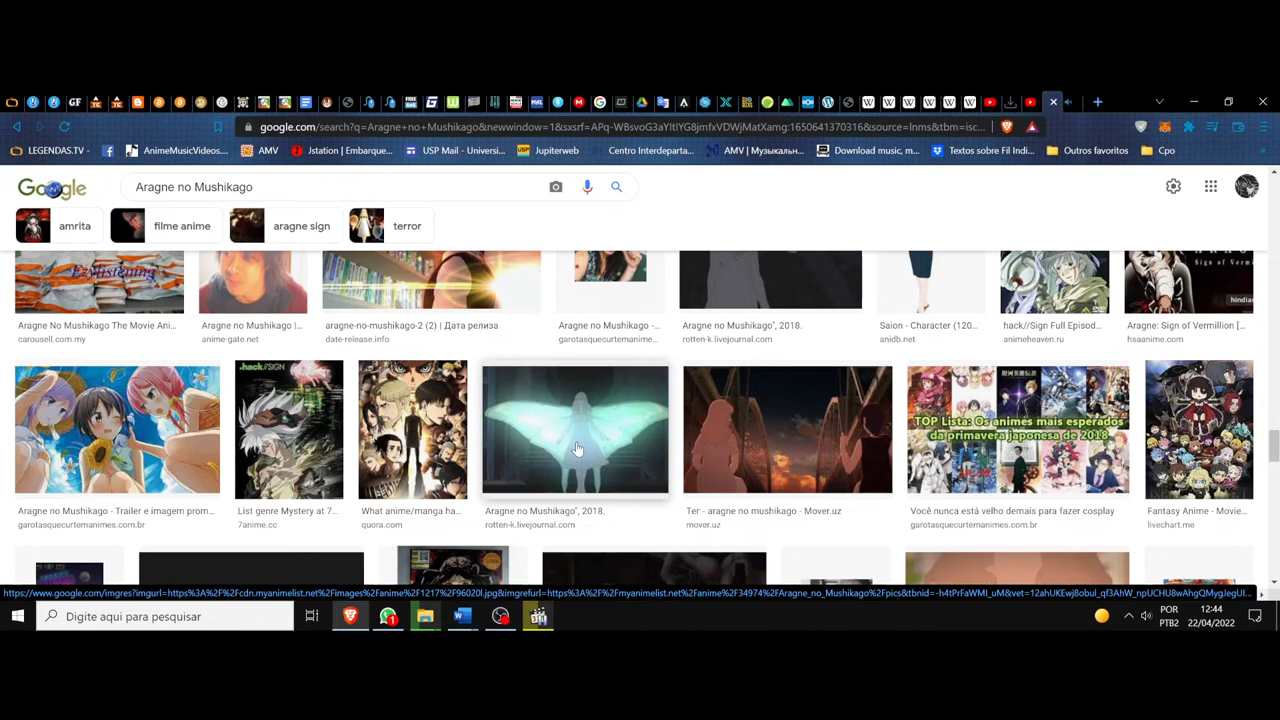 GF
MAL
google.com/search?q=Aragne+no+Mushikago&newwindow=1&sxsrf=APq-WBsvoG3aYItIYG8jmfxVDWjMatXamg:1650641370316&source=lnms&tbm=isc...
LEGENDAS.TV
AnimeMusicVideos...
AMV
Jstation | Embarque...
USP Mail - Universi...
Jupiterweb
Centro Interdeparta...
AMV | Музыкальн...
Download music, m...
Textos sobre Fil Indi...
Outros favoritos
Cpo
Google
Aragne no Mushikago
amrita
filme anime
aragne sign
terror
EzMistening
hindia
Aragne No Mushikago The Movie Ani...
carousell.com.my
Aragne no Mushikago |...
anime-gate.net
aragne-no-mushikago-2 (2) | Дата релиза
date-release.info
Aragne no Mushikago -...
garotasquecurtemanime...
Aragne no Mushikago", 2018.
rotten-k.livejournal.com
Saion - Character (120...
anidb.net
hack//Sign Full Episod...
animeheaven.ru
Aragne: Sign of Vermillion [...
hsaanime.com
.hack//SIGN
TOP Lista: Os animes mais esperados
da primavera japonesa de 2018
Aragne no Mushikago - Trailer e imagem prom...
garotasquecurtemanimes.com.br
List genre Mystery at 7...
7anime.cc
What anime/manga ha...
quora.com
Aragne no Mushikago", 2018.
rotten-k.livejournal.com
Ter - aragne no mushikago - Mover.uz
mover.uz
Você nunca está velho demais para fazer cosplay
garotasquecurtemanimes.com.br
Fantasy Anime - Movie...
livechart.me
Digite aqui para pesquisar
POR
PTB2
12:44
22/04/2022